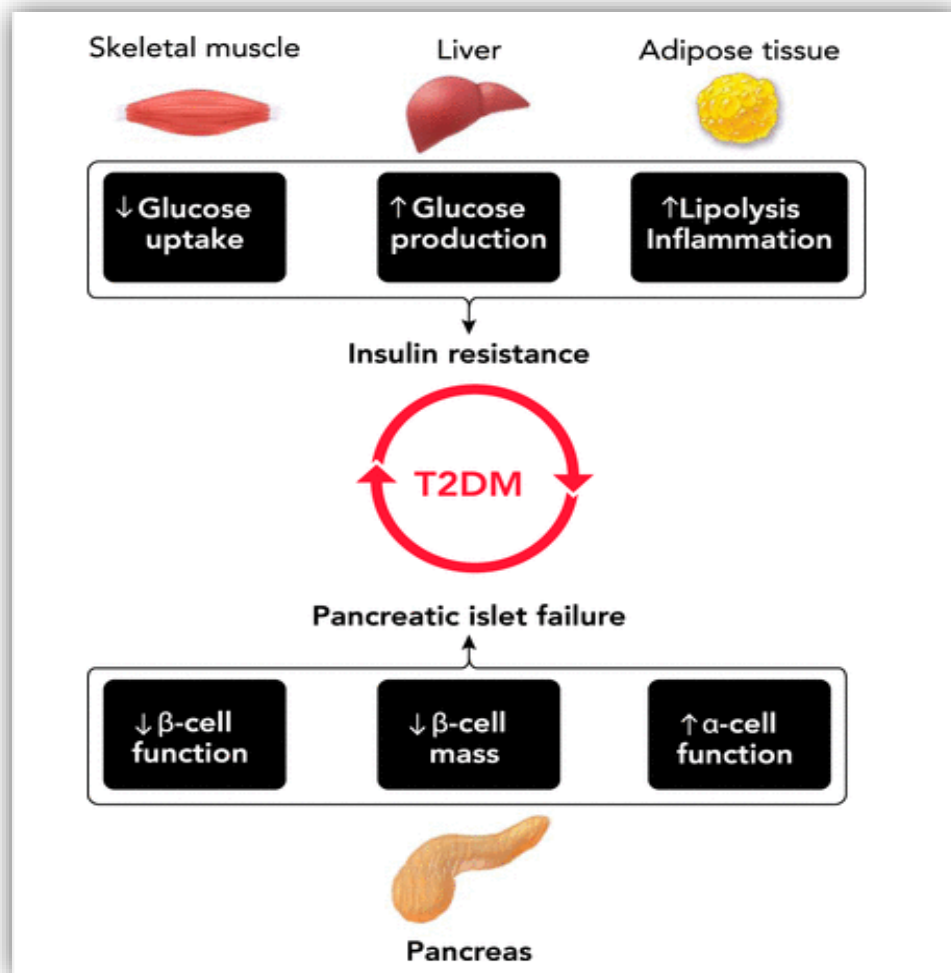 Skeletal muscle
Liver
Adipose tissue
↓ Glucose
uptake
↑ Glucose
production
↑Lipolysis
Inflammation
Insulin resistance
T2DM
Pancreatic islet failure
↓ β-cell
function
↓ β-cell
mass
↑ α-cell
function
Pancreas